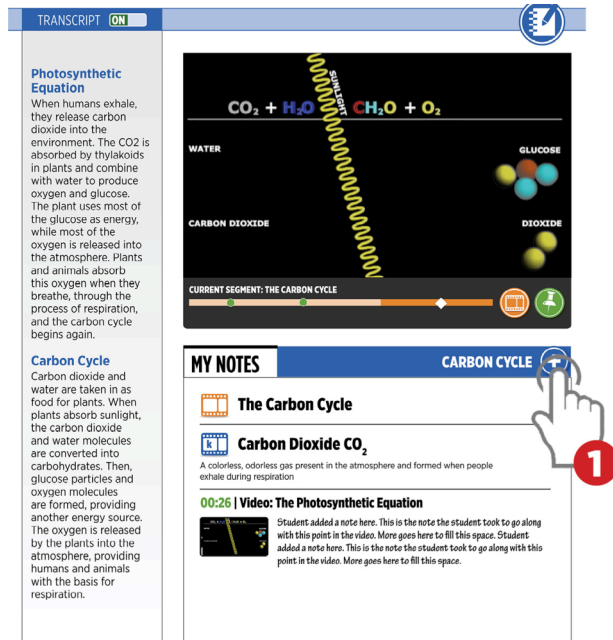 TRANSCRIPT ON
Photosynthetic
Equation
When humans exhale,
they release carbon
dioxide into the
environment. The CO2 is
absorbed by thylakoids
in plants and combine
with water to produce
oxygen and glucose.
The plant uses most of
the glucose as energy,
while most of the
oxygen is released into
the atmosphere. Plants
and animals absorb
this oxygen when they
breathe, through the
process of respiration,
and the carbon cycle
begins again.
Carbon Cycle
Carbon dioxide and
water are taken in as
food for plants. When
plants absorb sunlight,
the carbon dioxide
and water molecules
are converted into
carbohydrates. Then,
glucose particles and
oxygen molecules
are formed, providing
another energy source.
The oxygen is released
by the plants into the
atmosphere, providing
humans and animals
with the basis for
respiration.
SUNLIGHT
CO₂ + H₂O CH₂O + O₂
WATER
GLUCOSE
CARBON DIOXIDE
DIOXIDE
CURRENT SEGMENT: THE CARBON CYCLE
MY NOTES
CARBON CYCLE +
The Carbon Cycle
k
Carbon Dioxide CO₂
A colorless, odorless gas present in the atmosphere and formed when people
exhale during respiration
00:26 | Video: The Photosynthetic Equation
Student added a note here. This is the note the student took to go along
with this point in the video. More goes here to fill this space. Student
added a note here. This is the note the student took to go along with this
point in the video. More goes here to fill this space.
1